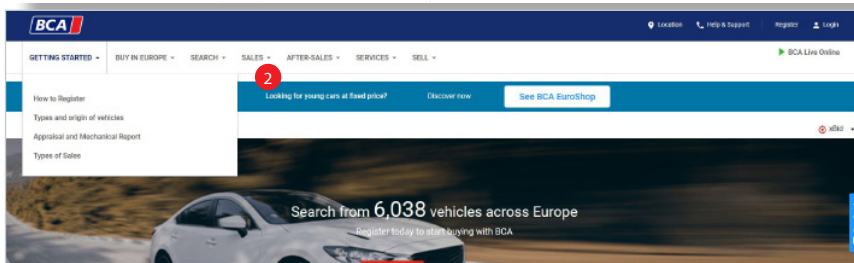 BCA
Location Help & Support Register Login
GETTING STARTED BUY IN EUROPE SEARCH SALES AFTER-SALES SERVICES SELL BCA Live Online
2
How to Register
Types and origin of vehicles
Appraisal and Mechanical Report
Types of Sales
Looking for young cars at fixed price? Discover now See BCA EuroShop
xBid
Search from 6,038 vehicles across Europe
Register today to start buying with BCA